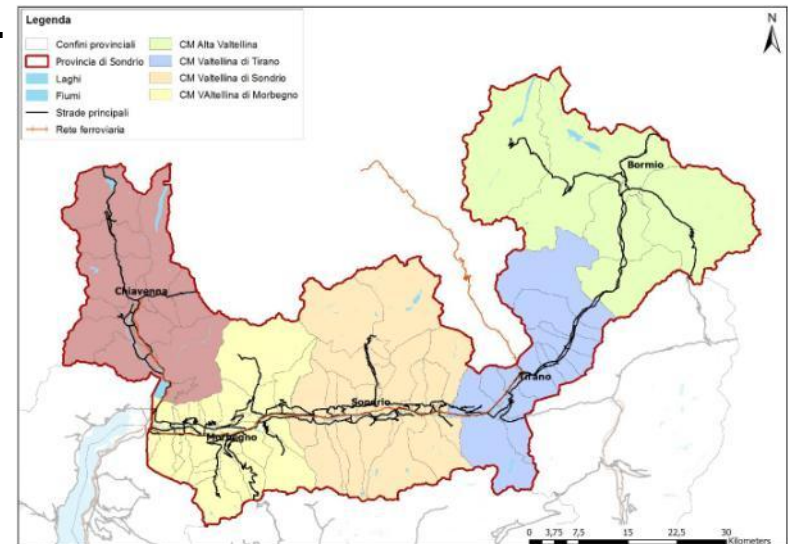 Legenda
Confini provinciali
Provincia di Sondrio
Laghi
Fiumi
Strade principali
Rete ferroviaria
CM Alta Valtellina
CM Valtellina di Tirano
CM Valtellina di Sondrio
CM VAltellina di Morbegno
N
Bormio
Chiavenna
Tirano
Sondrio
Morbegno
0 3,75 7,5 15 22,5 30
Kilometers